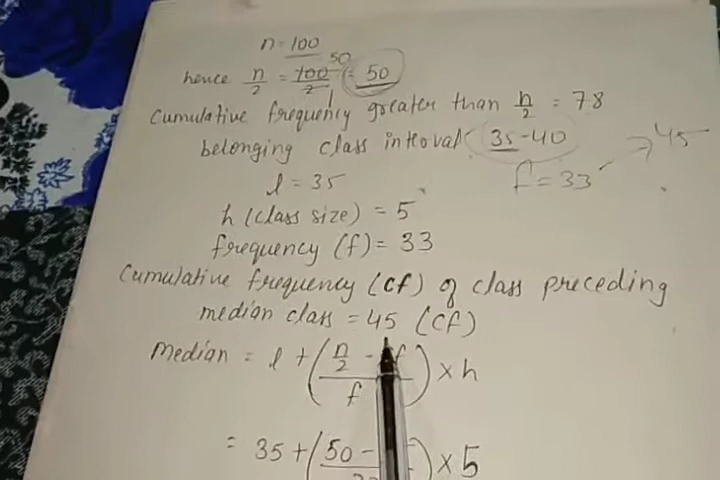 n = 100
hence n/2 = 100/2 50 = 50
Cumulative frequency greater than n/2 = 78
belonging class interval 35-40
45
f = 33
l = 35
h (class size) = 5
frequency (f) = 33
Cumulative frequency (cf) of class preceding
median class = 45 (cf)
Median = l + (n/2 - f / f) × h
= 35 + (50 - ) × 5